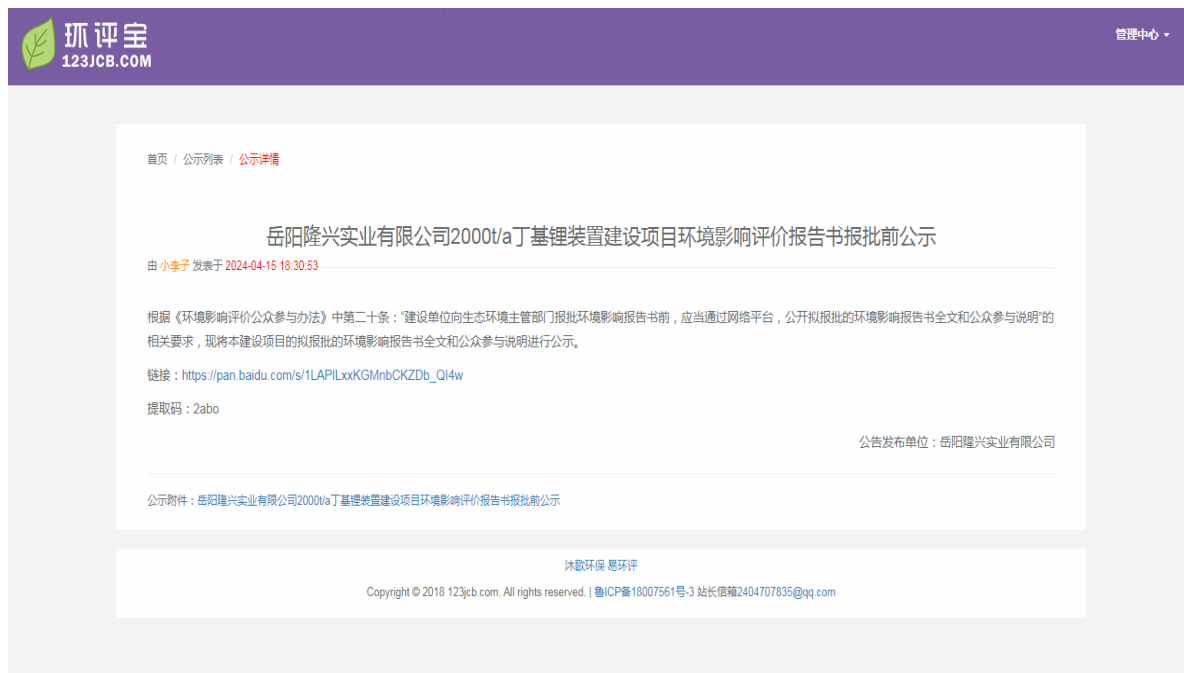 环评宝
123JCB.COM
管理中心
首页 / 公示列表 / 公示详情
岳阳隆兴实业有限公司2000t/a丁基锂装置建设项目环境影响评价报告书报批前公示
由 小李子 发表于 2024-04-15 18:30:53
根据《环境影响评价公众参与办法》中第二十条：“建设单位向生态环境主管部门报批环境影响报告书前，应当通过网络平台，公开拟报批的环境影响报告书全文和公众参与说明”的
相关要求，现将本建设项目的拟报批的环境影响报告书全文和公众参与说明进行公示。
链接：https://pan.baidu.com/s/1LAPlLxxKGMnbCKZDb_Ql4w
提取码：2abo
公告发布单位：岳阳隆兴实业有限公司
公示附件：岳阳隆兴实业有限公司2000t/a丁基锂装置建设项目环境影响评价报告书报批前公示
沐歌环保 易环评
Copyright © 2018 123jcb.com. All rights reserved. | 鲁ICP备18007561号-3 站长信箱2404707835@qq.com